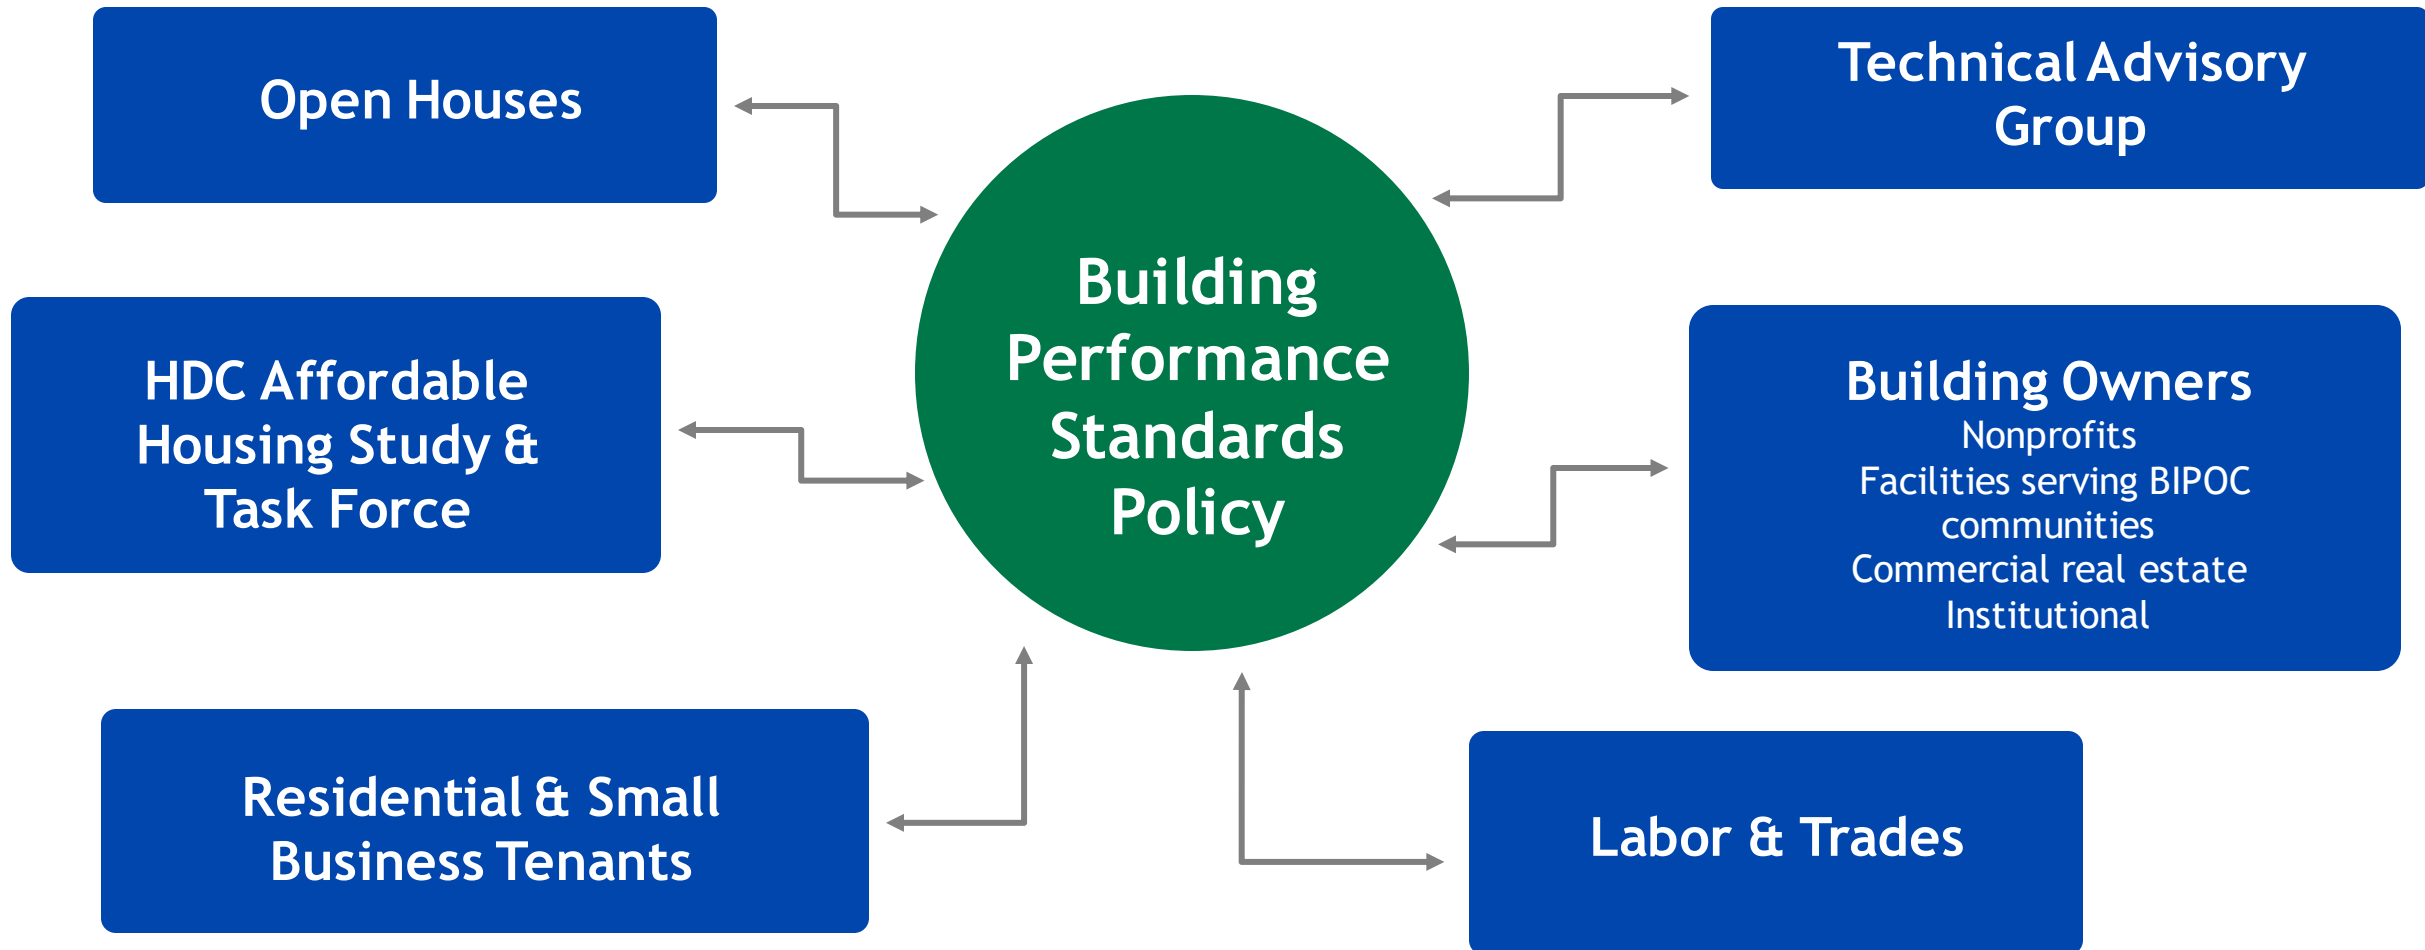 Open Houses
Technical Advisory
Group
Building
Performance
Standards
Policy
HDC Affordable
Housing Study &
Task Force
Building Owners
Nonprofits
Facilities serving BIPOC
communities
Commercial real estate
Institutional
Residential & Small
Business Tenants
Labor & Trades